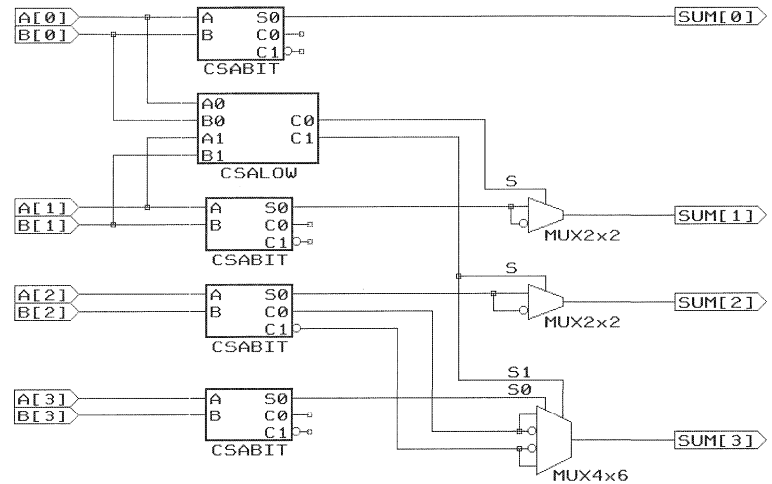 A[0] A S0 SUM[0]
B[0] B C0
C1
CSABIT
A0
B0 C0
A1 C1
B1
CSALOW
S
A[1] A S0 SUM[1]
B[1] B C0
C1 MUX2x2
CSABIT
S
A[2] A S0 SUM[2]
B[2] B C0
C1 MUX2x2
CSABIT
S1
S0
A[3] A S0
B[3] B C0
C1 SUM[3]
CSABIT
MUX4x6